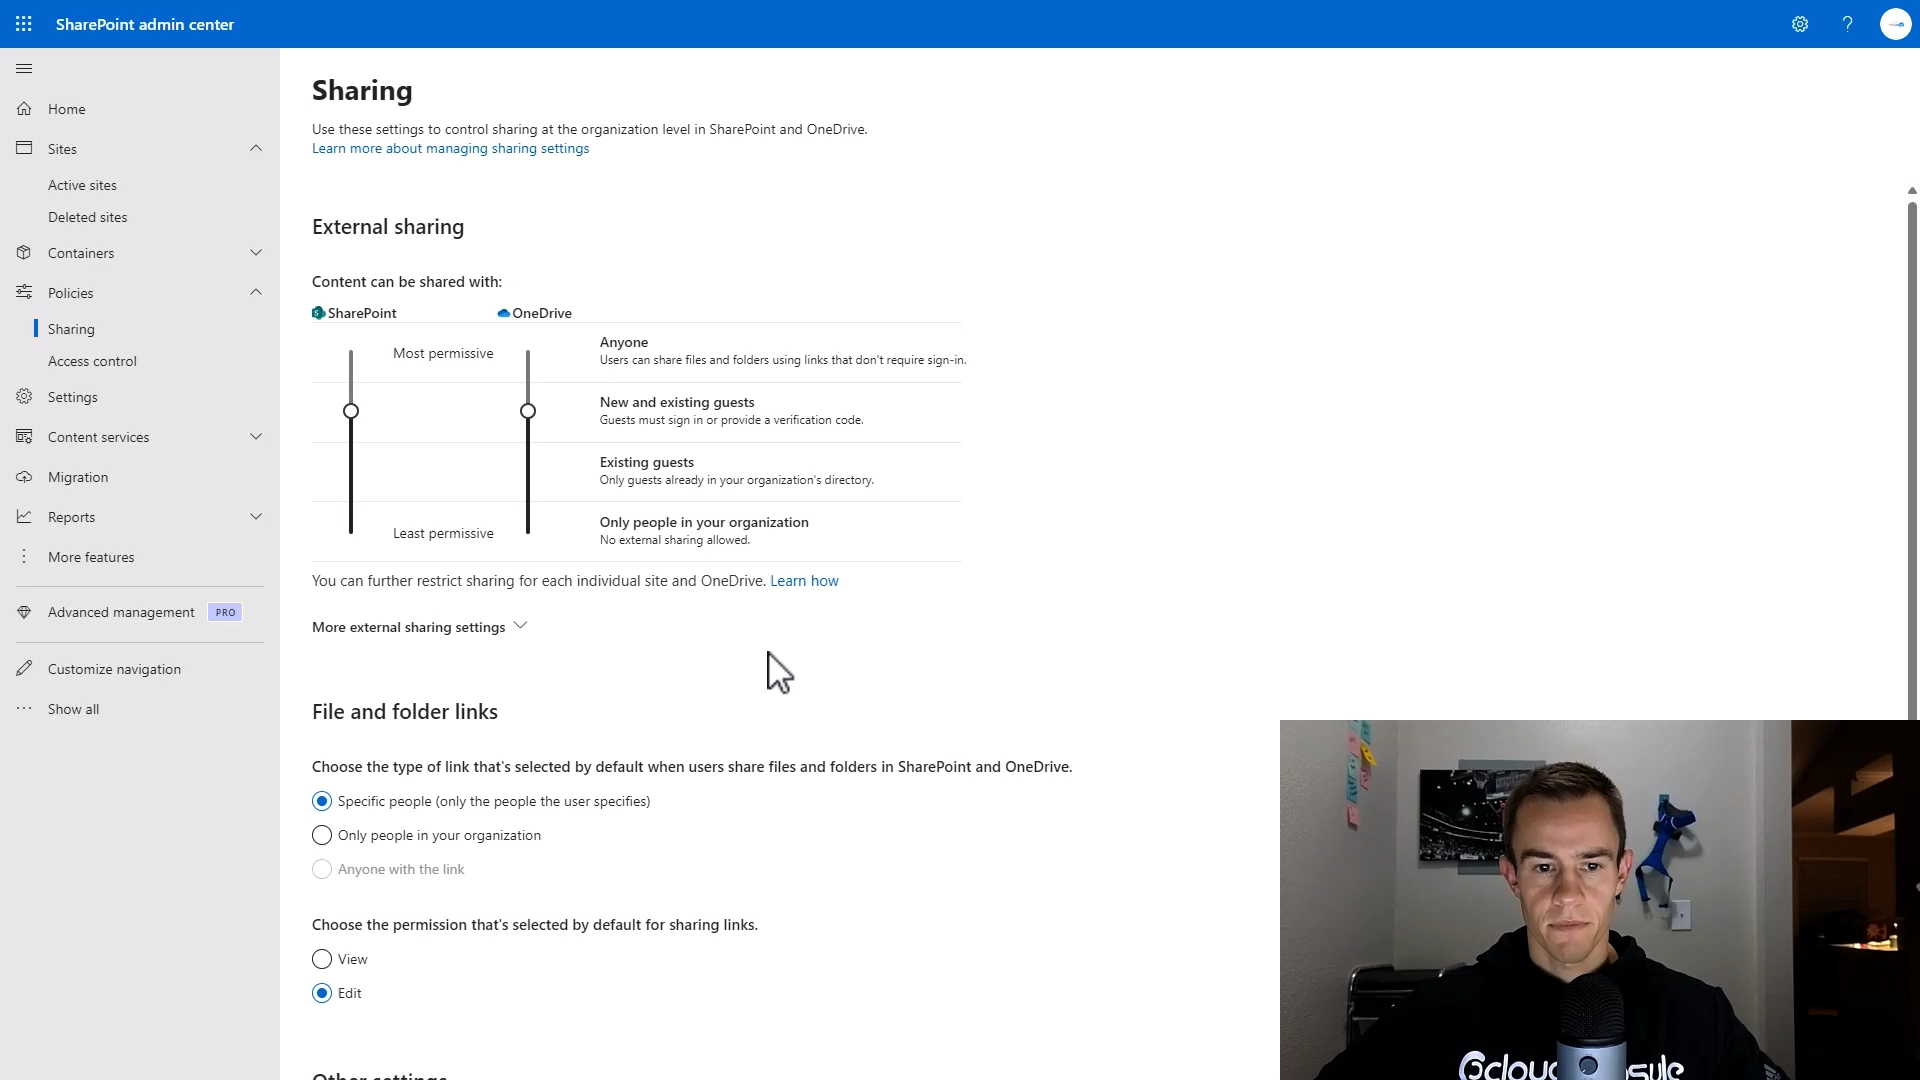 SharePoint admin center
Home
Sites
Active sites
Deleted sites
Containers
Policies
Sharing
Access control
Settings
Content services
Migration
Reports
More features
Advanced management PRO
Customize navigation
Show all
Sharing
Use these settings to control sharing at the organization level in SharePoint and OneDrive.
Learn more about managing sharing settings
External sharing
Content can be shared with:
SharePoint OneDrive
Most permissive
Least permissive
Anyone
Users can share files and folders using links that don't require sign-in.
New and existing guests
Guests must sign in or provide a verification code.
Existing guests
Only guests already in your organization's directory.
Only people in your organization
No external sharing allowed.
You can further restrict sharing for each individual site and OneDrive. Learn how
More external sharing settings
File and folder links
Choose the type of link that's selected by default when users share files and folders in SharePoint and OneDrive.
Specific people (only the people the user specifies)
Only people in your organization
Anyone with the link
Choose the permission that's selected by default for sharing links.
View
Edit
Other settings